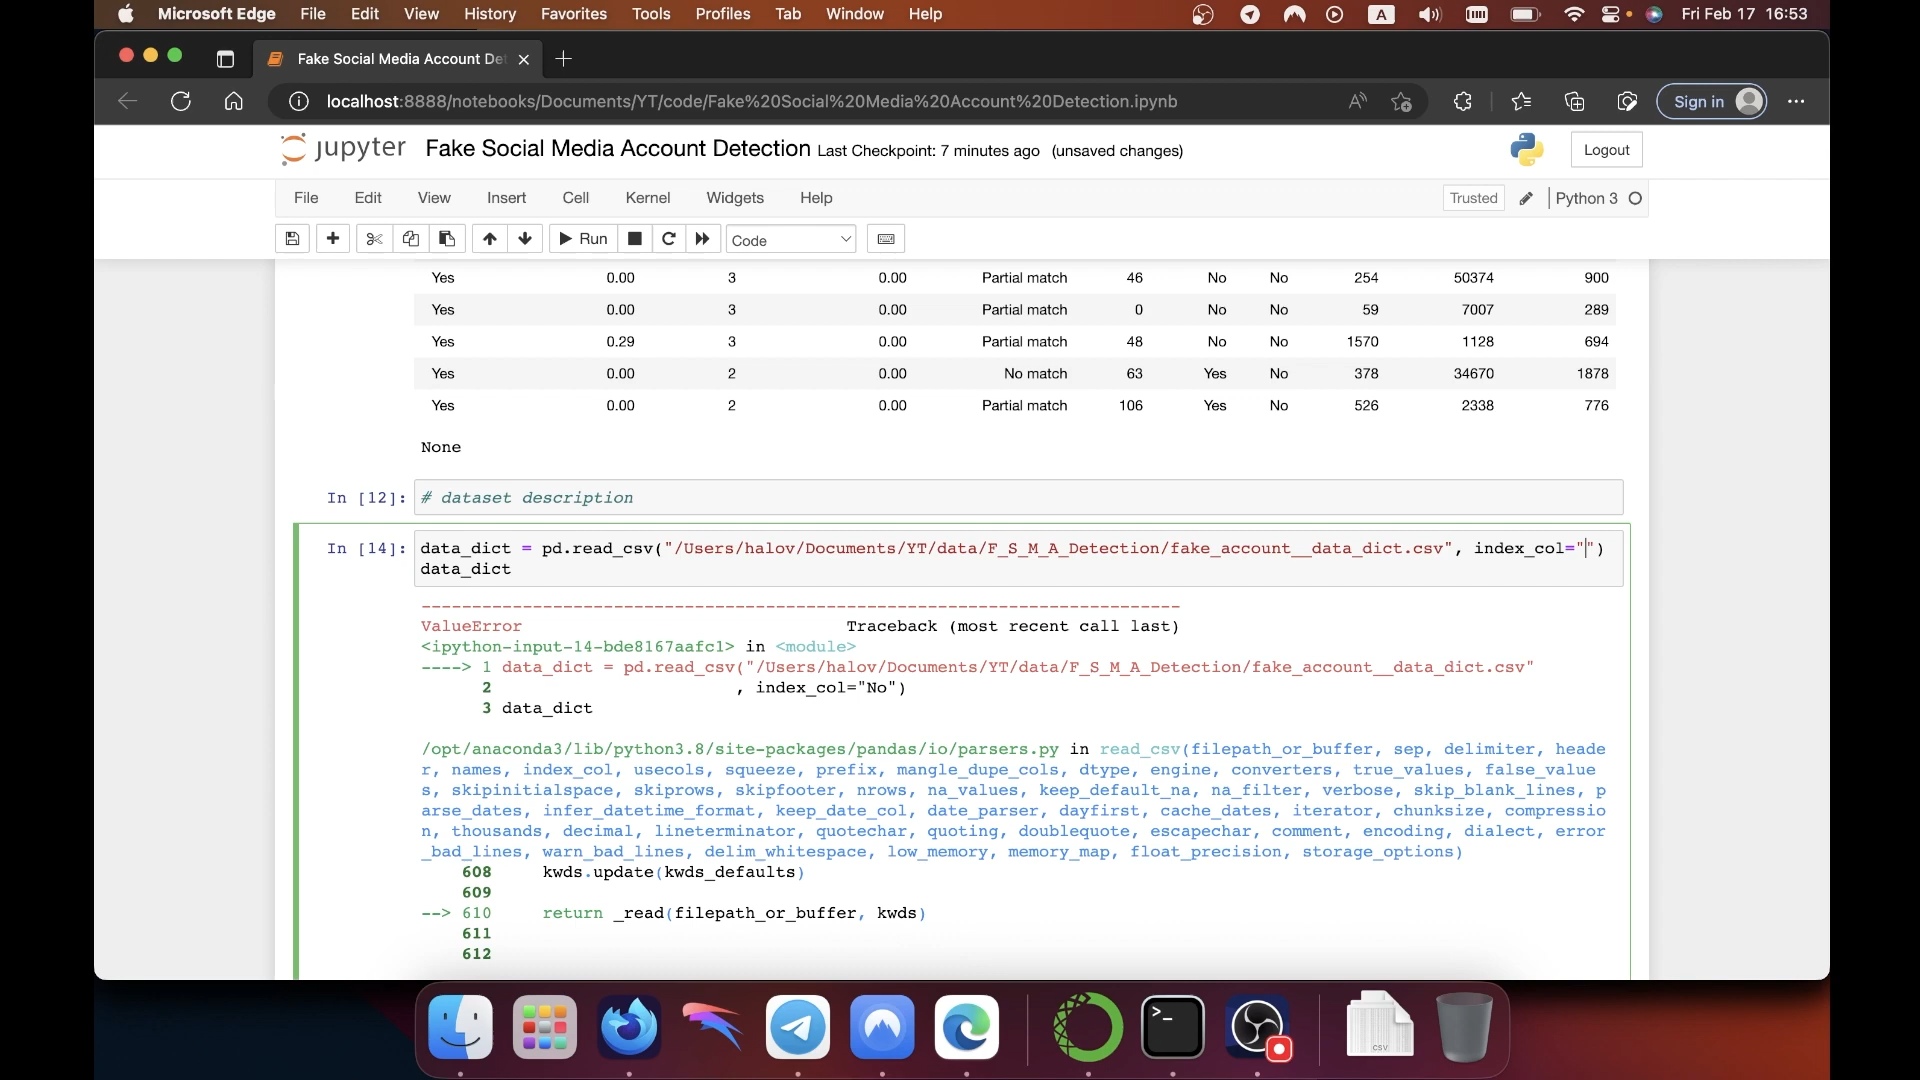 Microsoft Edge File Edit View History Favorites Tools Profiles Tab Window Help A Fri Feb 17 16:53
Fake Social Media Account Det
localhost:8888/notebooks/Documents/YT/code/Fake%20Social%20Media%20Account%20Detection.ipynb Sign in
jupyter Fake Social Media Account Detection Last Checkpoint: 7 minutes ago (unsaved changes) Logout
File Edit View Insert Cell Kernel Widgets Help Trusted Python 3
Run Code
Yes 0.00 3 0.00 Partial match 46 No No 254 50374 900
Yes 0.00 3 0.00 Partial match 0 No No 59 7007 289
Yes 0.29 3 0.00 Partial match 48 No No 1570 1128 694
Yes 0.00 2 0.00 No match 63 Yes No 378 34670 1878
Yes 0.00 2 0.00 Partial match 106 Yes No 526 2338 776
None
In [12]: # dataset description
In [14]: data_dict = pd.read_csv("/Users/halov/Documents/YT/data/F_S_M_A_Detection/fake_account__data_dict.csv", index_col="")
data_dict
---------------------------------------------------------------------------
ValueError Traceback (most recent call last)
<ipython-input-14-bde8167aafc1> in <module>
----> 1 data_dict = pd.read_csv("/Users/halov/Documents/YT/data/F_S_M_A_Detection/fake_account__data_dict.csv"
2 , index_col="No")
3 data_dict
/opt/anaconda3/lib/python3.8/site-packages/pandas/io/parsers.py in read_csv(filepath_or_buffer, sep, delimiter, heade
r, names, index_col, usecols, squeeze, prefix, mangle_dupe_cols, dtype, engine, converters, true_values, false_value
s, skipinitialspace, skiprows, skipfooter, nrows, na_values, keep_default_na, na_filter, verbose, skip_blank_lines, p
arse_dates, infer_datetime_format, keep_date_col, date_parser, dayfirst, cache_dates, iterator, chunksize, compressio
n, thousands, decimal, lineterminator, quotechar, quoting, doublequote, escapechar, comment, encoding, dialect, error
_bad_lines, warn_bad_lines, delim_whitespace, low_memory, memory_map, float_precision, storage_options)
608 kwds.update(kwds_defaults)
609
--> 610 return _read(filepath_or_buffer, kwds)
611
612
CSV